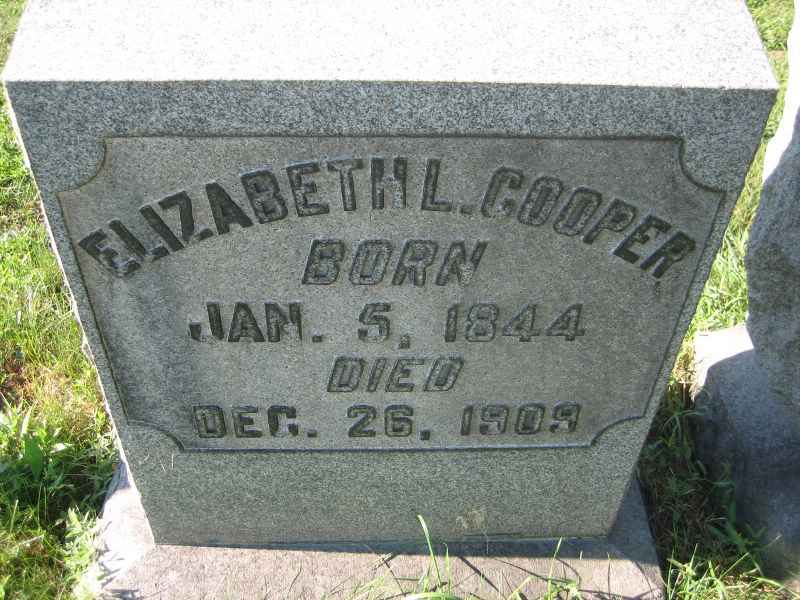 ELIZABETH L. COOPER
BORN
JAN. 5, 1844
DIED
DEC. 26, 1909